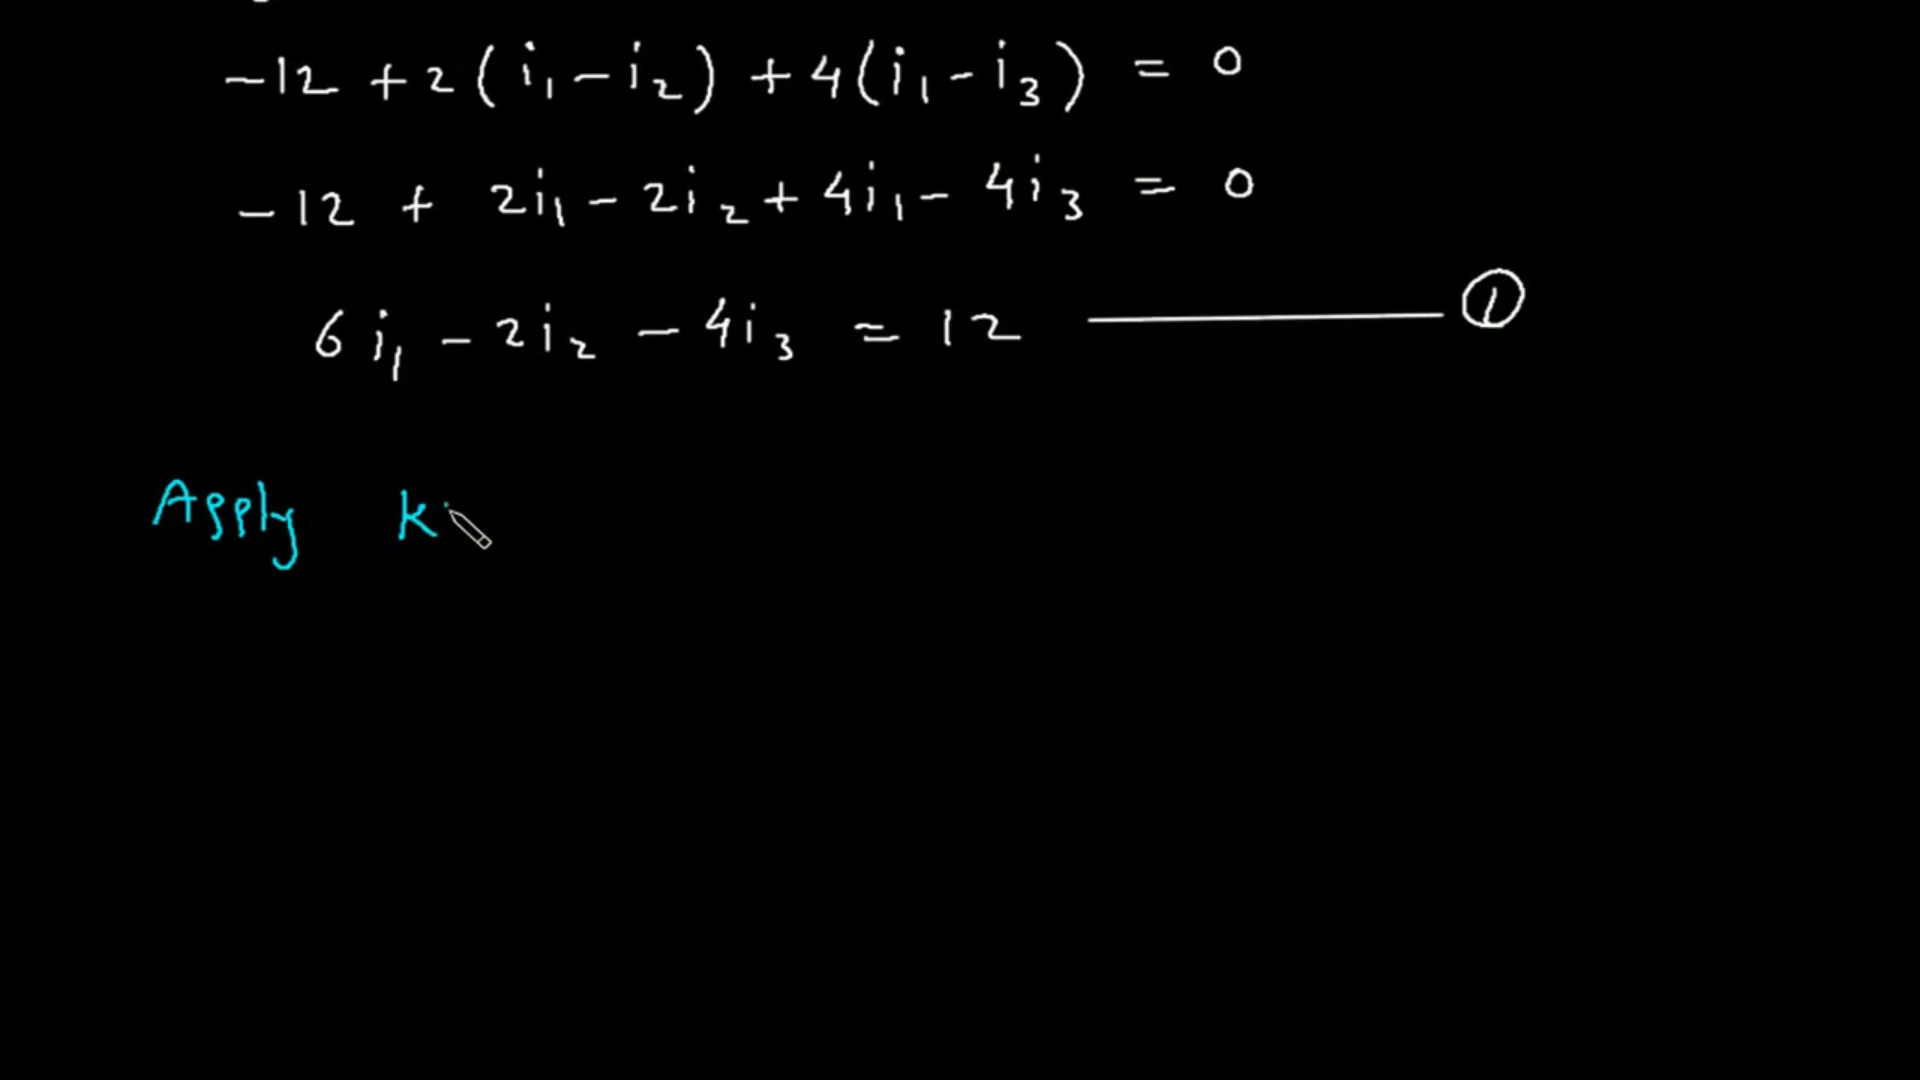 -12 + 2(i₁ - i₂) + 4(i₁ - i₃) = 0
-12 + 2i₁ - 2i₂ + 4i₁ - 4i₃ = 0
6i₁ - 2i₂ - 4i₃ = 12 ——— ①
Apply K